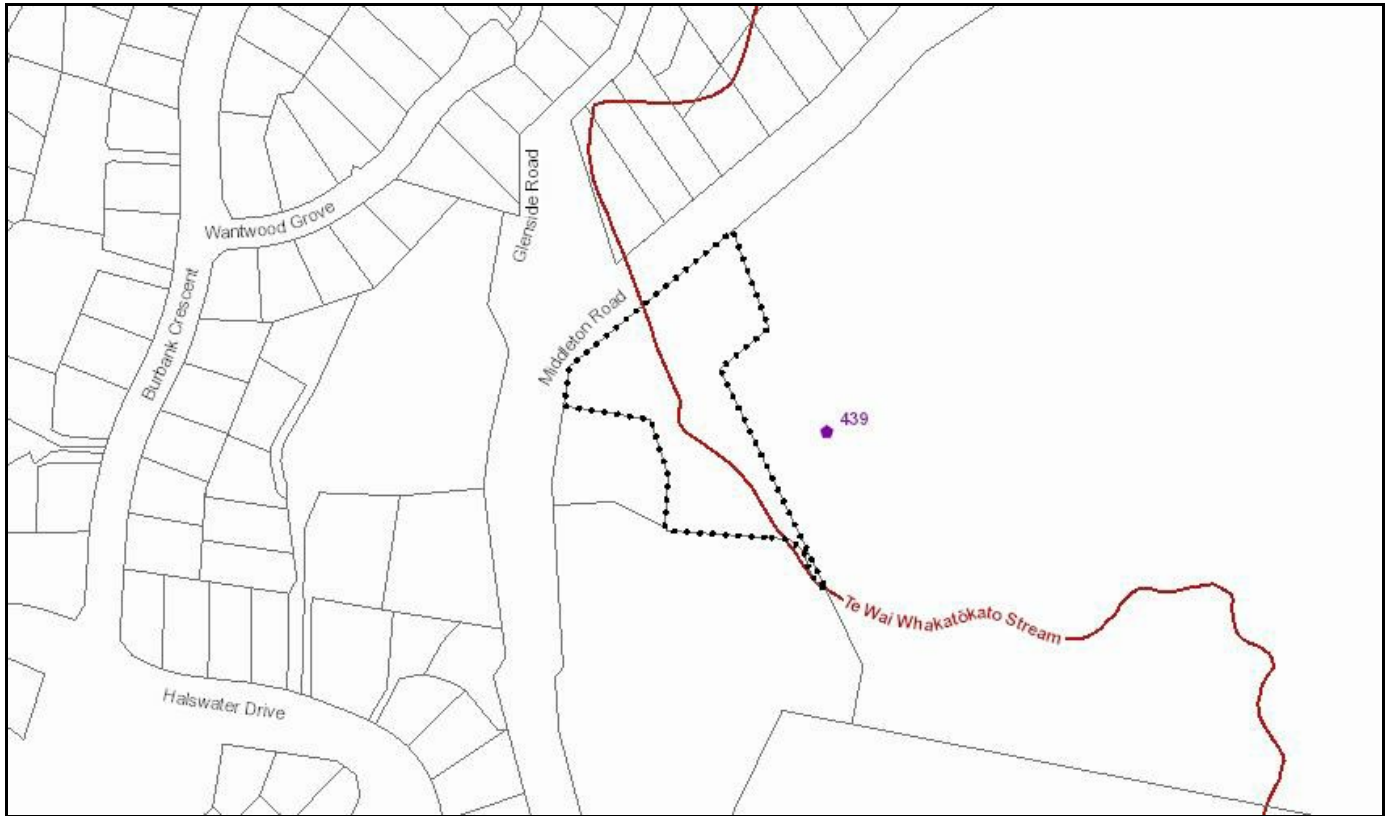 Glenside Road
Wantwood Grove
Burbank Crescent
Middleton Road
439
Te Wai Whakatōkato Stream
Halswater Drive